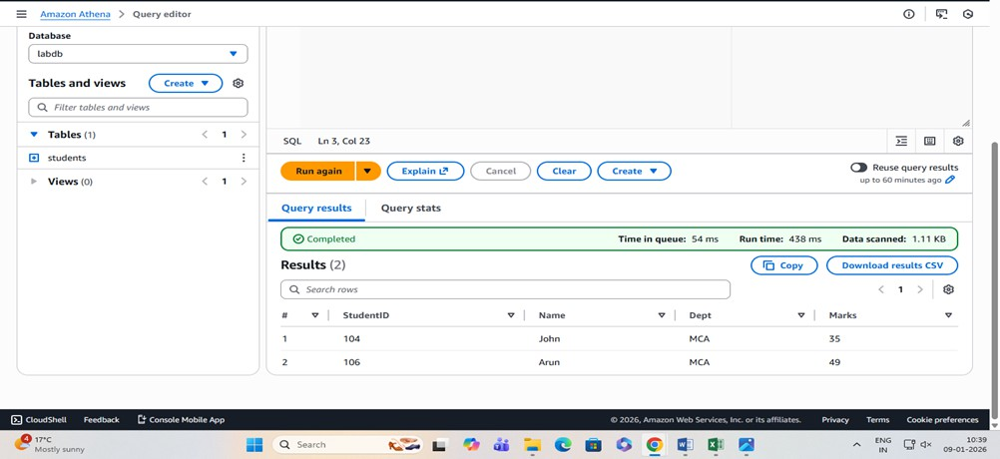 Amazon Athena > Query editor
Database
labdb
Tables and views
Create
Filter tables and views
Tables (1)
< 1 >
students
Views (0)
< 1 >
SQL Ln 3, Col 23
Run again
Explain
Cancel
Clear
Create
Reuse query results
up to 60 minutes ago
Query results
Query stats
Completed
Time in queue: 54 ms
Run time: 438 ms
Data scanned: 1.11 KB
Results (2)
Copy
Download results CSV
Search rows
< 1 >
# StudentID Name Dept Marks
1 104 John MCA 35
2 106 Arun MCA 49
CloudShell Feedback Console Mobile App
© 2026, Amazon Web Services, Inc. or its affiliates. Privacy Terms Cookie preferences
4
17°C
Mostly sunny
Search
ENG
IN
10:39
09-01-2026